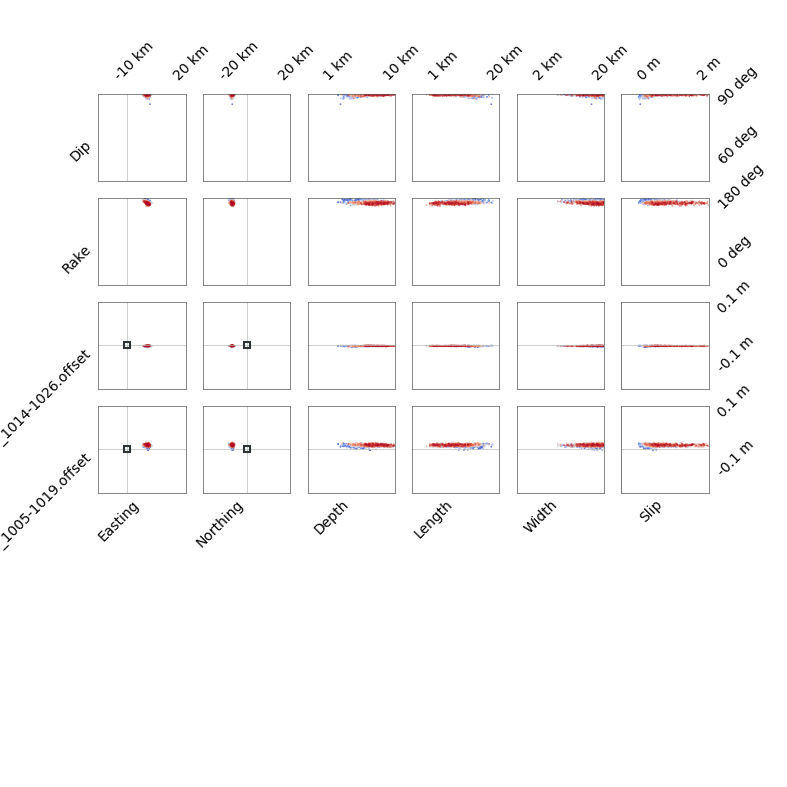 -10 km
20 km
-20 km
20 km
1 km
10 km
1 km
20 km
2 km
20 km
0 m
2 m
Dip
90 deg
60 deg
Rake
180 deg
0 deg
_1014-1026.offset
0.1 m
-0.1 m
_1005-1019.offset
0.1 m
-0.1 m
Easting
Northing
Depth
Length
Width
Slip